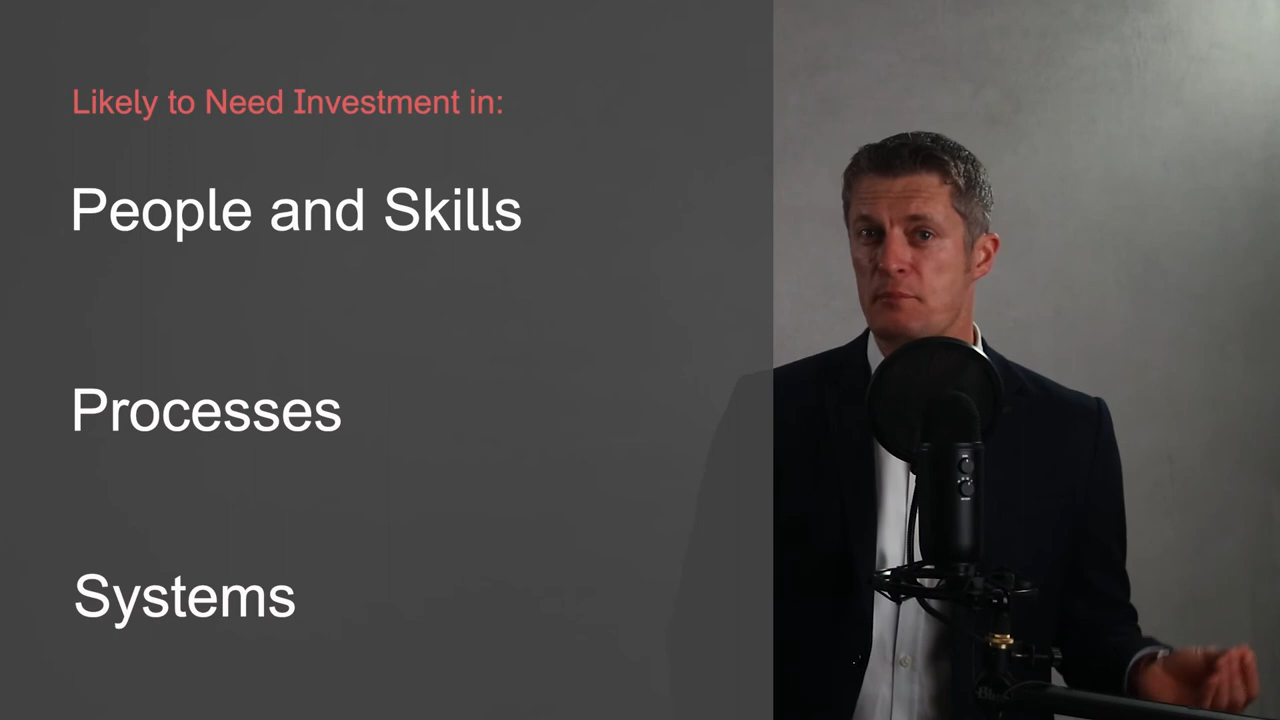 Likely to Need Investment in:
People and Skills
Processes
Systems